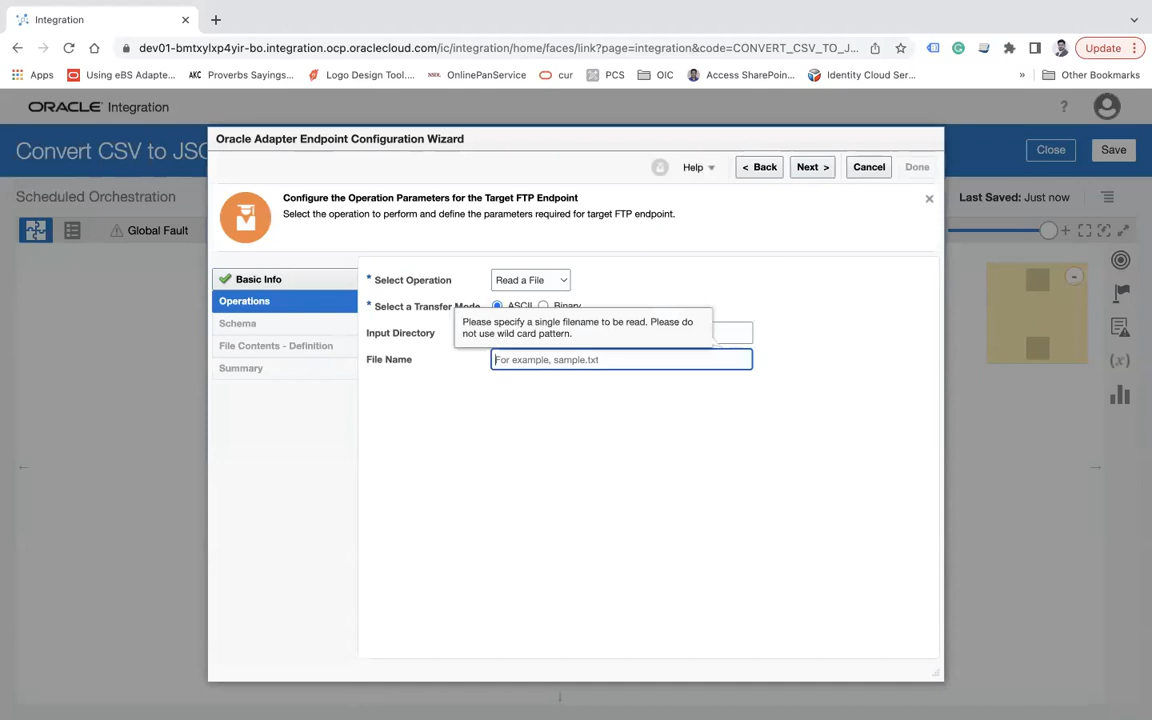 Integration
dev01-bmtxylxp4yir-bo.integration.ocp.oraclecloud.com/ic/integration/home/faces/link?page=integration&code=CONVERT_CSV_TO_J...
Update
Apps
Using eBS Adapte...
AKC Proverbs Sayings...
Logo Design Tool....
OnlinePanService
cur
PCS
OIC
Access SharePoin...
Identity Cloud Ser...
»
Other Bookmarks
ORACLE Integration
?
Convert CSV to JSO
Close
Save
Oracle Adapter Endpoint Configuration Wizard
Help
< Back
Next >
Cancel
Done
Scheduled Orchestration
Last Saved: Just now
Configure the Operation Parameters for the Target FTP Endpoint
Select the operation to perform and define the parameters required for target FTP endpoint.
Global Fault
Basic Info
Operations
Schema
File Contents - Definition
Summary
* Select Operation
Read a File
* Select a Transfer Mode
ASCII
Binary
Please specify a single filename to be read. Please do
not use wild card pattern.
Input Directory
File Name
For example, sample.txt
(x)